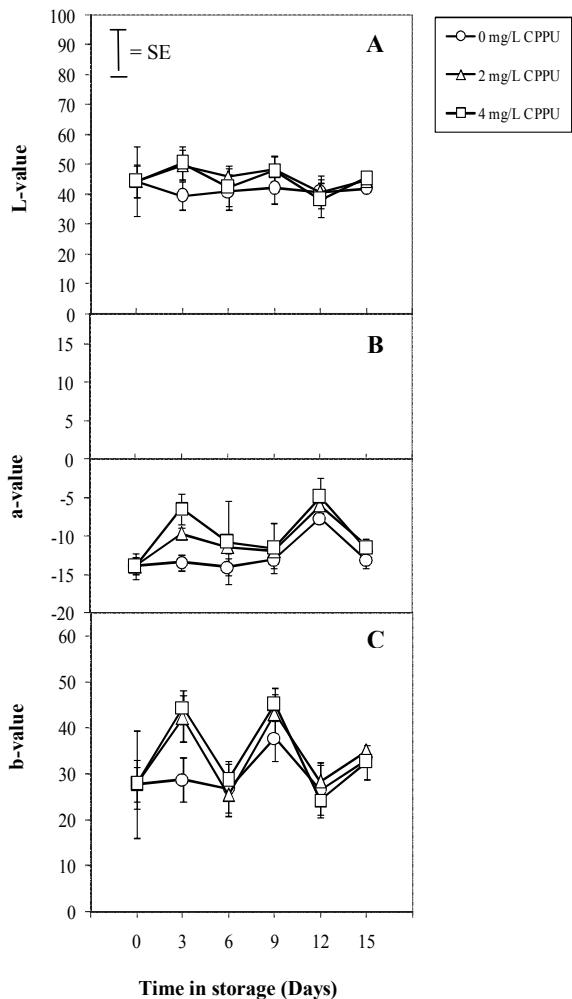 100
90
80
70
60
50
40
30
20
10
0
L-value
= SE
A
0 mg/L CPPU
2 mg/L CPPU
4 mg/L CPPU
15
10
5
0
-5
-10
-15
-20
a-value
B
60
50
40
30
20
10
0
b-value
C
0 3 6 9 12 15
Time in storage (Days)